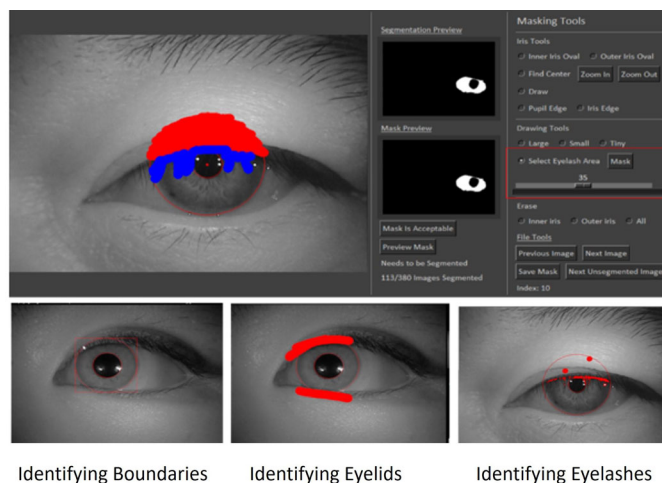 Masking Tools
Segmentation Preview
Iris Tools
Inner Iris Oval Outer Iris Oval
Find Center Zoom In Zoom Out
Draw
Pupil Edge Iris Edge
Mask Preview
Drawing Tools
Large Small Tiny
Select Eyelash Area Mask
35
Erase
Inner iris Outer iris All
Mask Is Acceptable
File Tools
Preview Mask
Previous Image Next Image
Needs to be Segmented
Save Mask Next Unsegmented Image
113/380 Images Segmented
Index: 10
Identifying Boundaries Identifying Eyelids Identifying Eyelashes